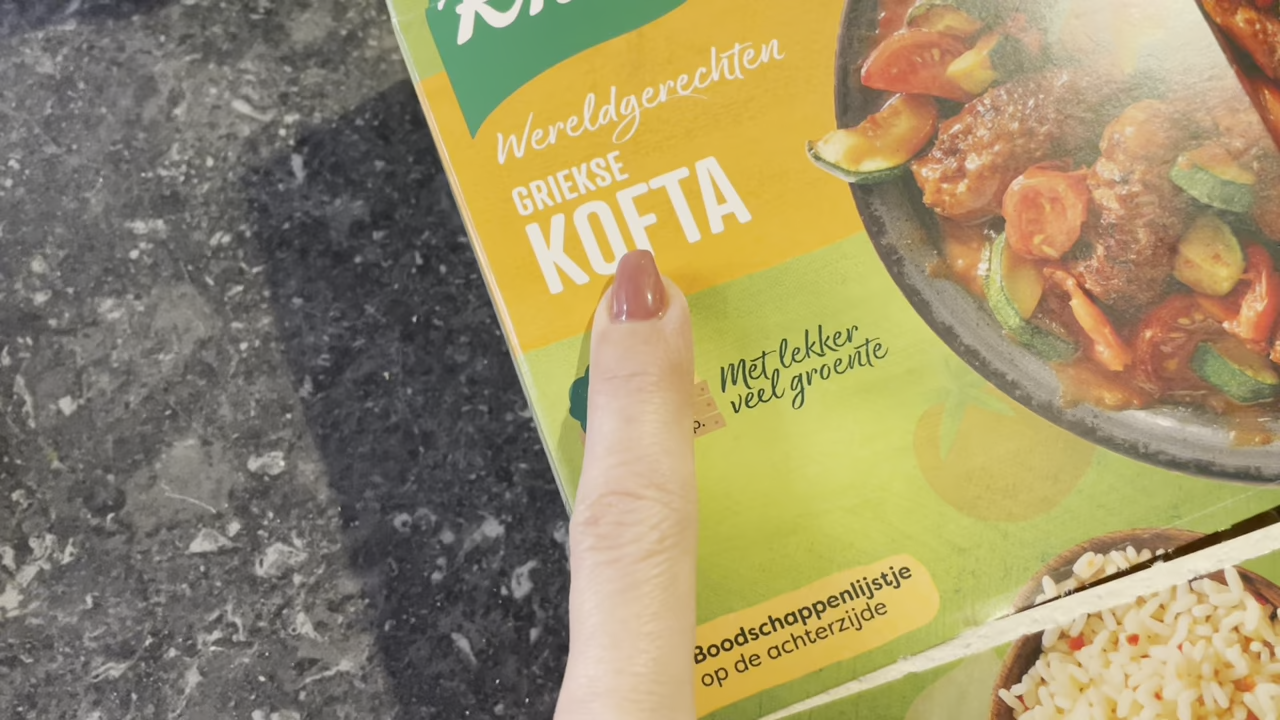 Wereldgerechten
GRIEKSE
KOFTA
Met lekker
veel groente
p.
Boodschappenlijstje
op de achterzijde